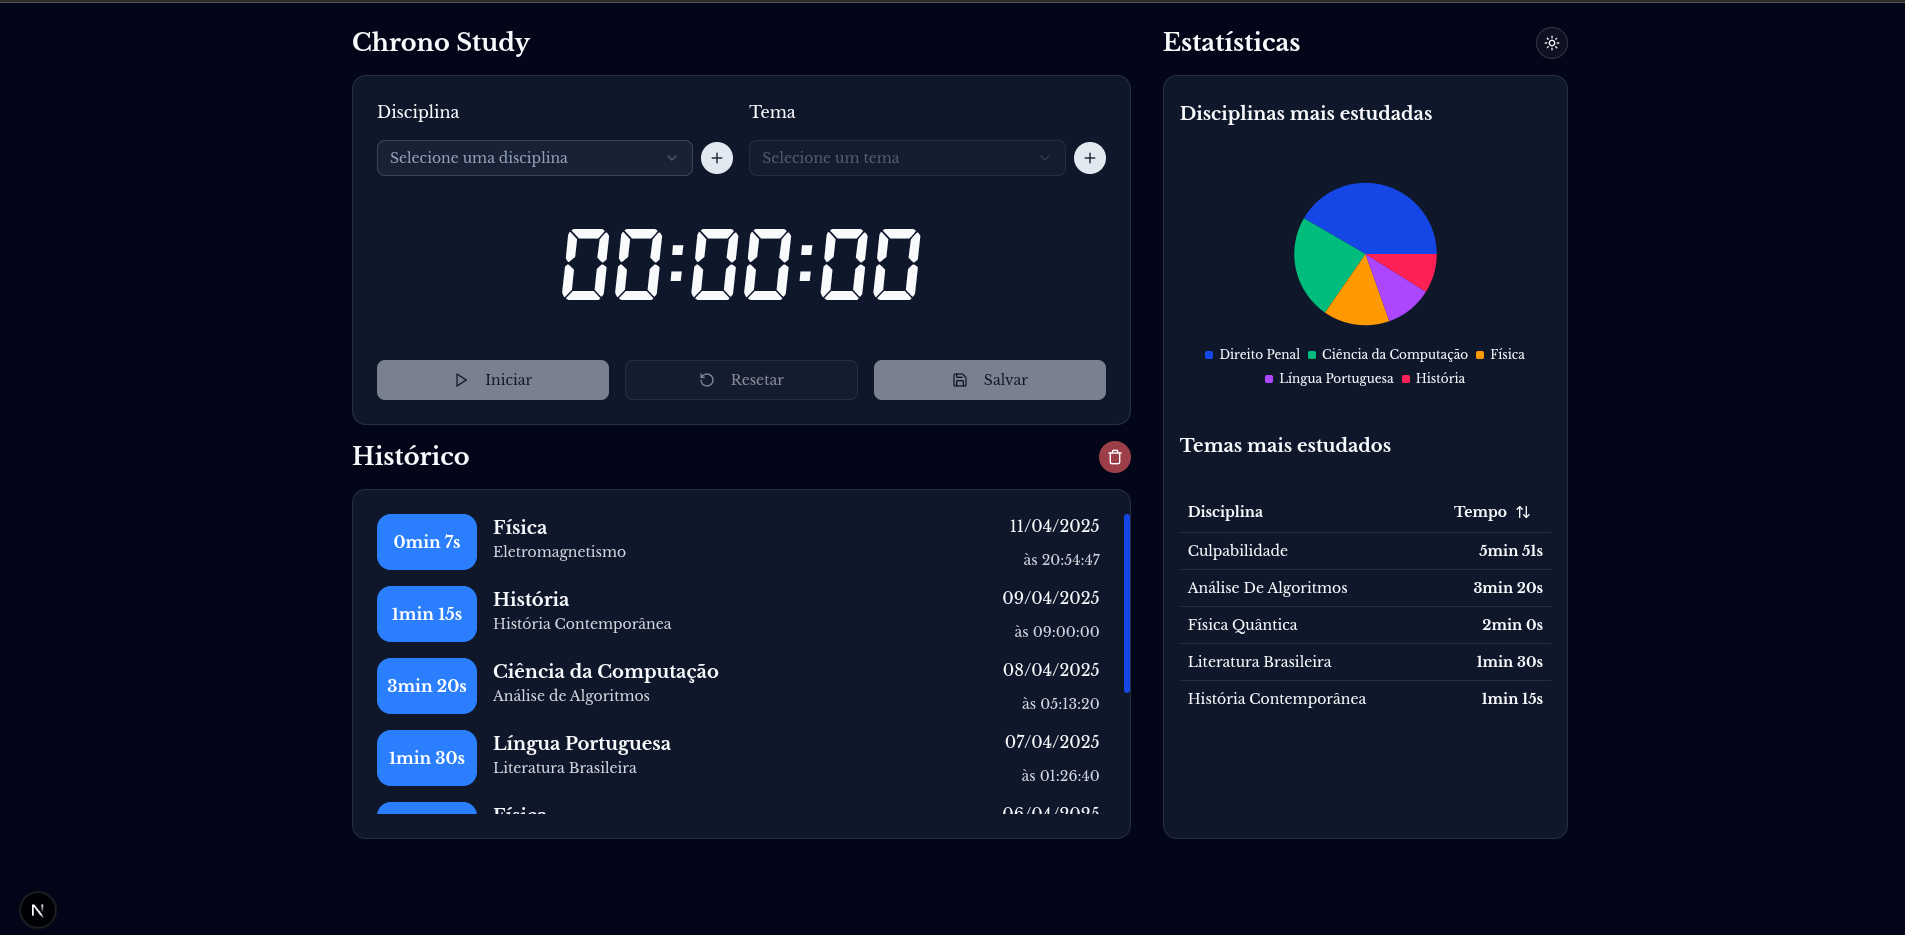 Chrono Study
Disciplina
Tema
Selecione uma disciplina
Selecione um tema
00:00:00
Iniciar
Resetar
Salvar
Histórico
0min 7s
Física
Eletromagnetismo
11/04/2025
às 20:54:47
1min 15s
História
História Contemporânea
09/04/2025
às 09:00:00
3min 20s
Ciência da Computação
Análise de Algoritmos
08/04/2025
às 05:13:20
1min 30s
Língua Portuguesa
Literatura Brasileira
07/04/2025
às 01:26:40
Física
06/04/2025
Estatísticas
Disciplinas mais estudadas
Direito Penal Ciência da Computação Física
Língua Portuguesa História
Temas mais estudados
Disciplina Tempo
Culpabilidade 5min 51s
Análise De Algoritmos 3min 20s
Física Quântica 2min 0s
Literatura Brasileira 1min 30s
História Contemporânea 1min 15s
N